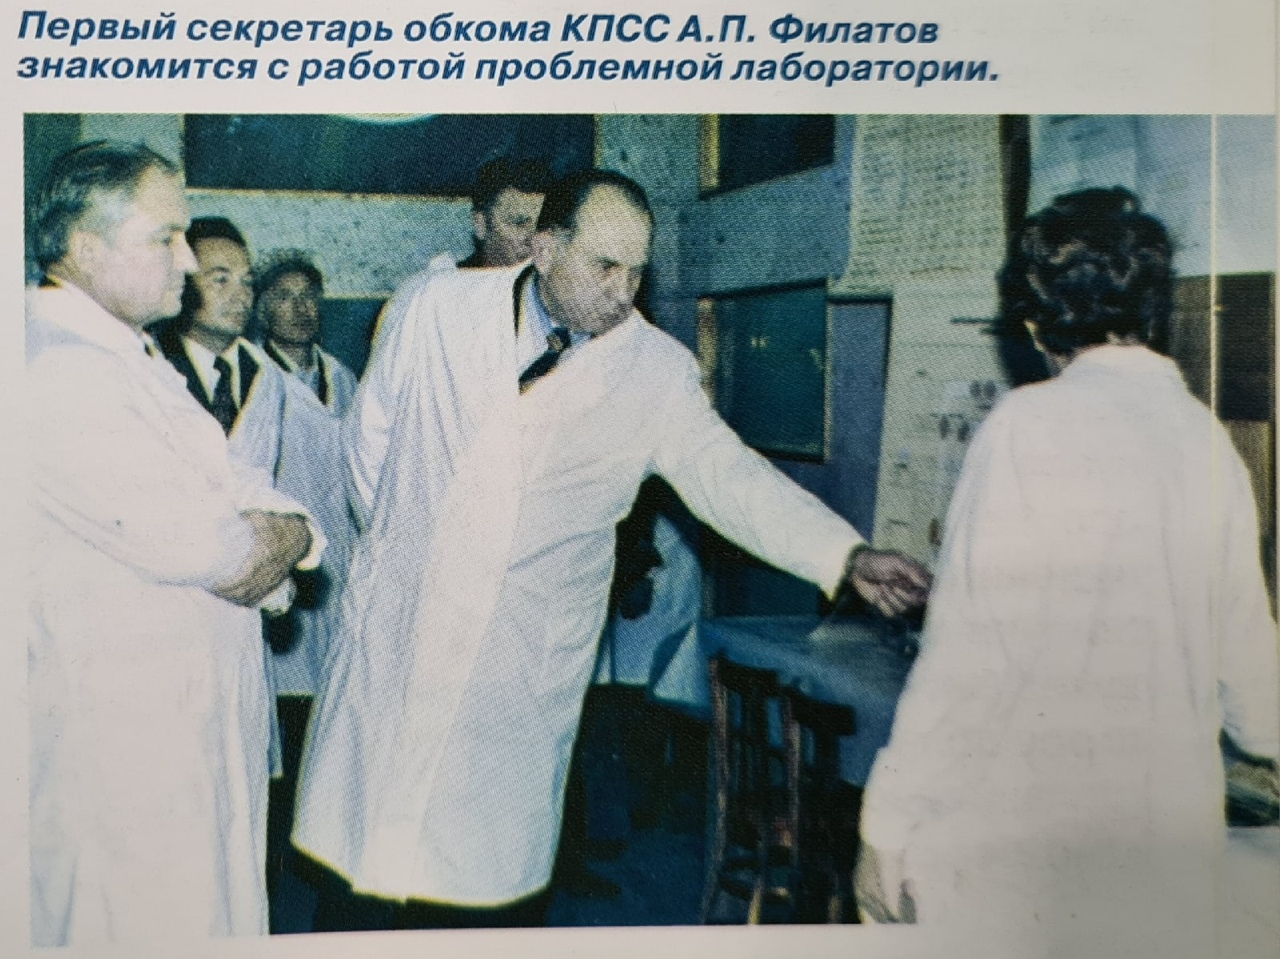 Первый секретарь обкома КПСС А.П. Филатов
знакомится с работой проблемной лаборатории.